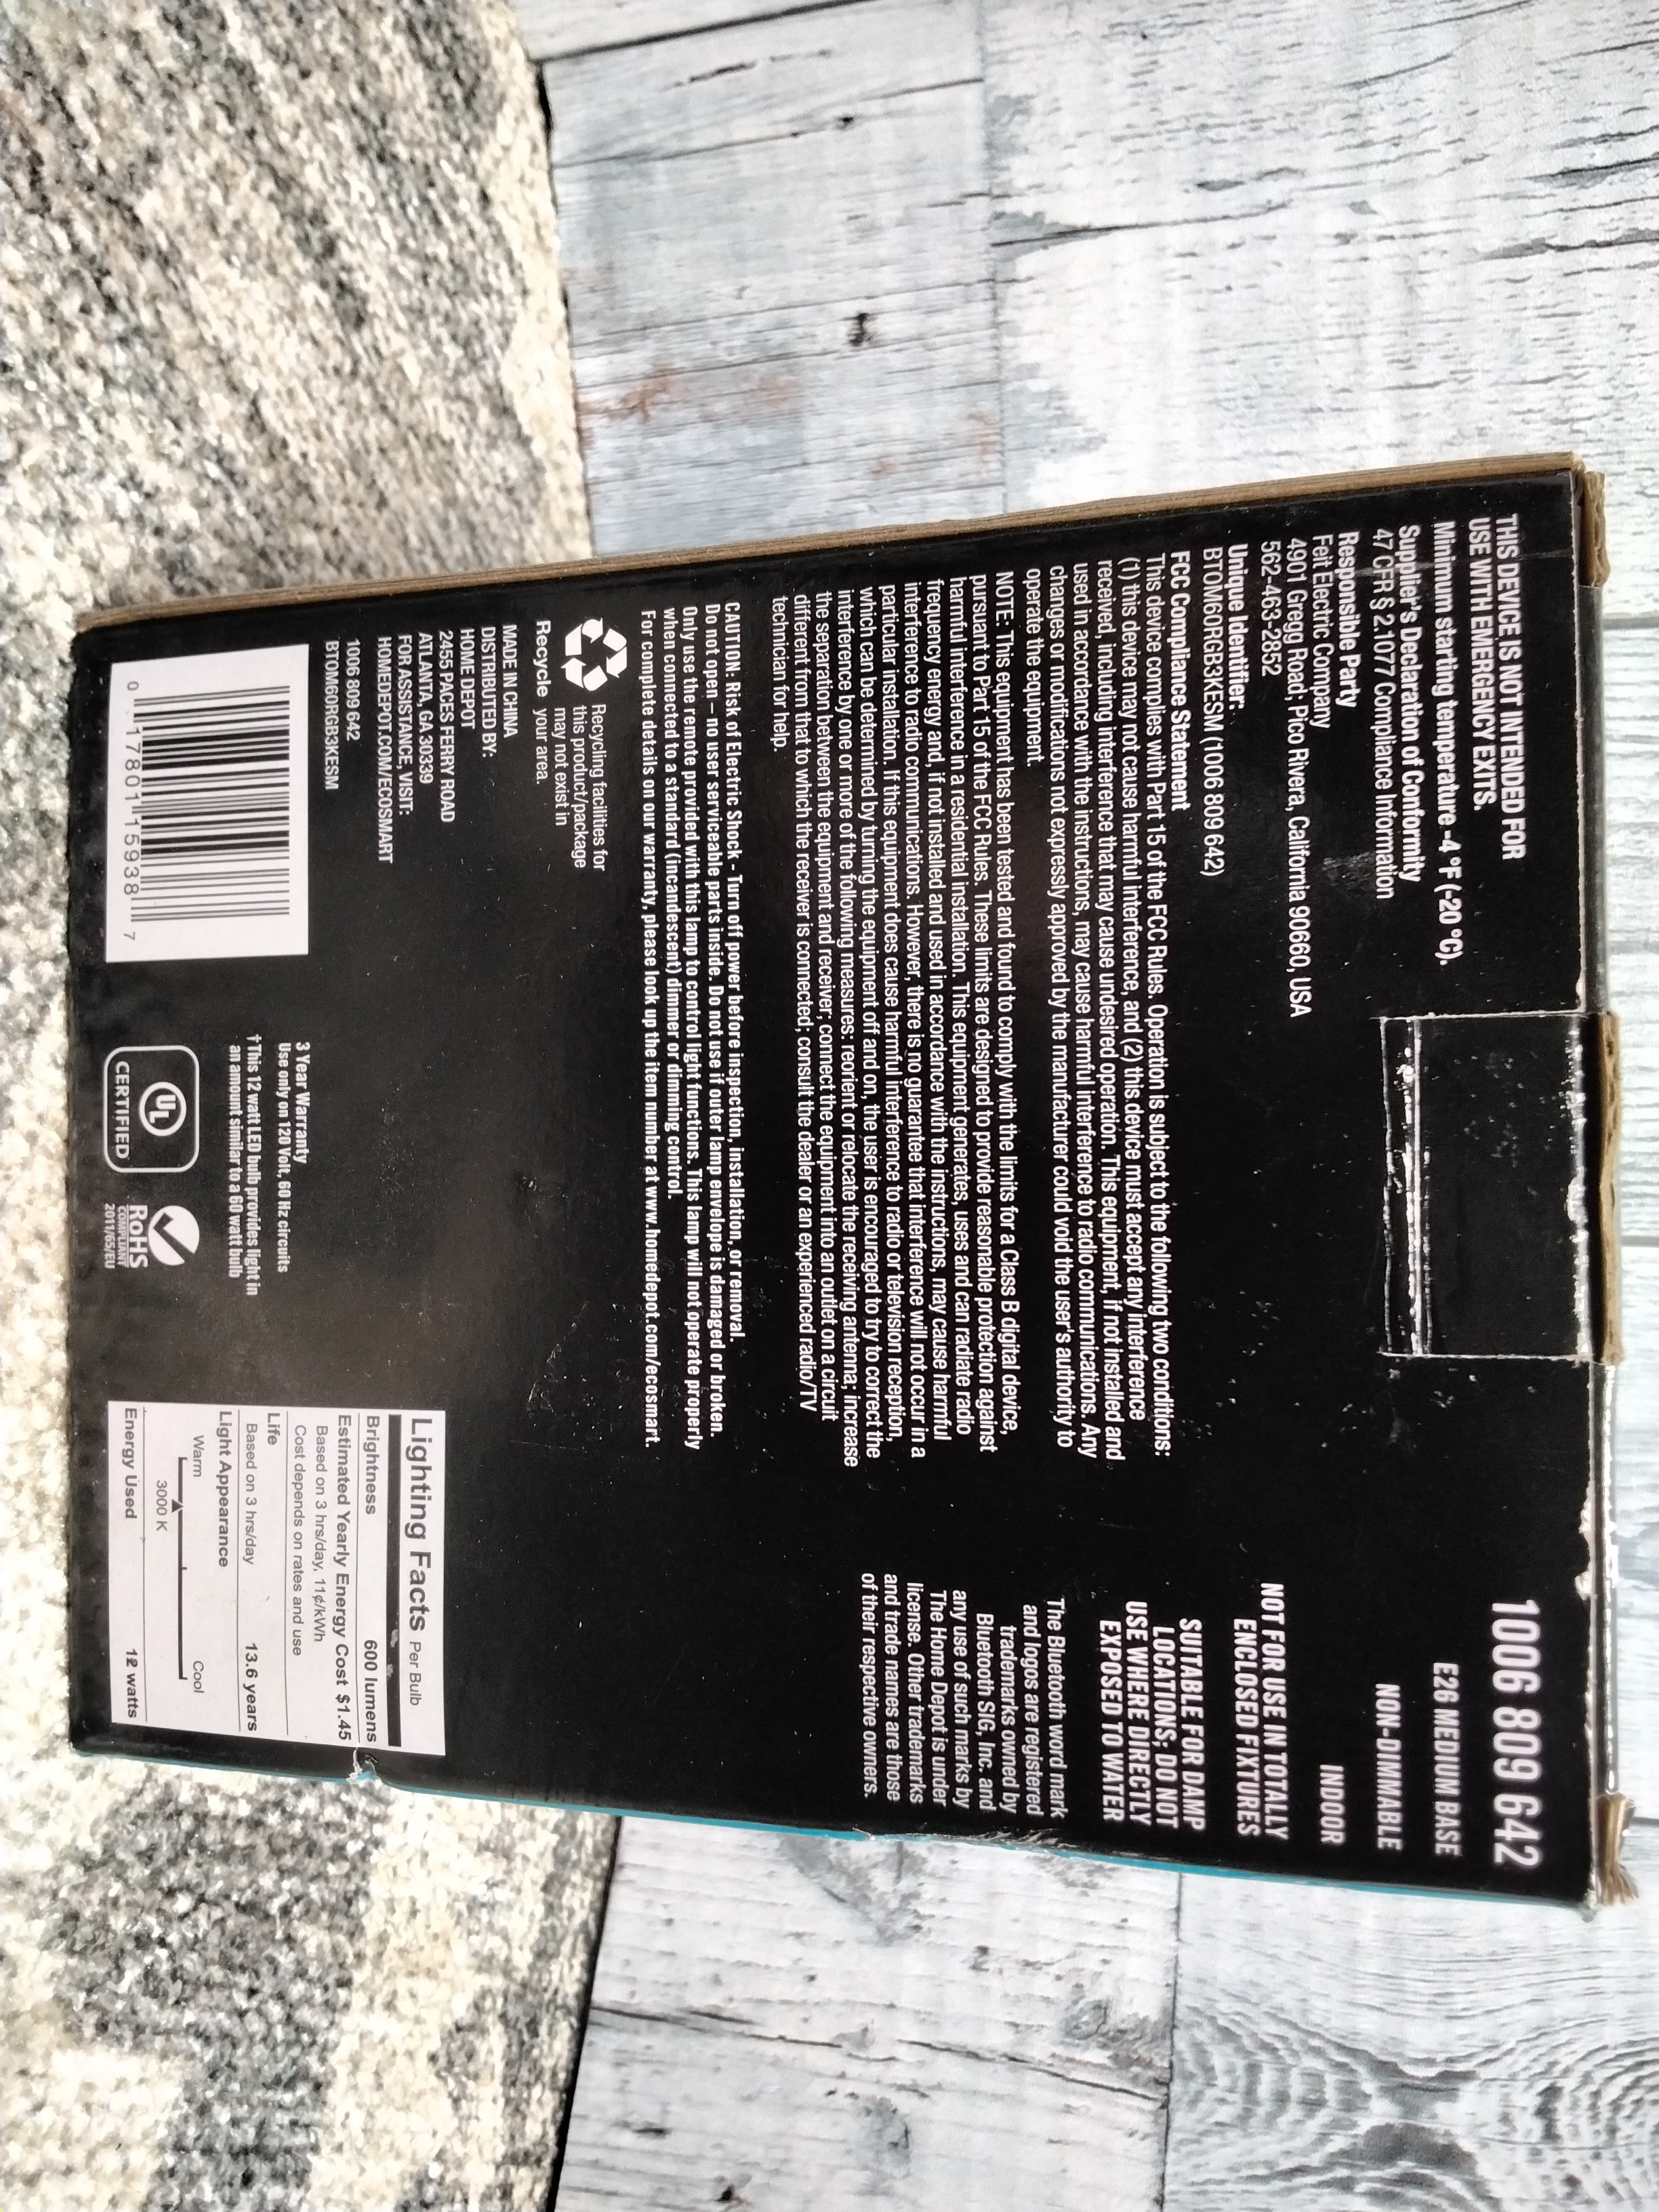 THIS DEVICE IS NOT INTENDED FOR
USE WITH EMERGENCY EXITS.
Minimum starting temperature -4 °F (-20 °C).
Supplier's Declaration of Conformity
47 CFR § 2.1077 Compliance Information
Responsible Party
Feit Electric Company
4901 Gregg Road; Pico Rivera, California 90660, USA
562-463-2852
Unique Identifier:
BTOM60RGB3KESM (1006 809 642)
FCC Compliance Statement
This device complies with Part 15 of the FCC Rules. Operation is subject to the following two conditions:
(1) this device may not cause harmful interference, and (2) this device must accept any interference
received, including interference that may cause undesired operation. This equipment, if not installed and
used in accordance with the instructions, may cause harmful interference to radio communications. Any
changes or modifications not expressly approved by the manufacturer could void the user's authority to
operate the equipment.
NOTE: This equipment has been tested and found to comply with the limits for a Class B digital device,
pursuant to Part 15 of the FCC Rules. These limits are designed to provide reasonable protection against
harmful interference in a residential installation. This equipment generates, uses and can radiate radio
frequency energy and, if not installed and used in accordance with the instructions, may cause harmful
interference to radio communications. However, there is no guarantee that interference will not occur in a
particular installation. If this equipment does cause harmful interference to radio or television reception,
which can be determined by turning the equipment off and on, the user is encouraged to try to correct the
interference by one or more of the following measures: reorient or relocate the receiving antenna; increase
the separation between the equipment and receiver; connect the equipment into an outlet on a circuit
different from that to which the receiver is connected; consult the dealer or an experienced radio/TV
technician for help.
CAUTION: Risk of Electric Shock - Turn off power before inspection, installation, or removal.
Do not open – no user serviceable parts inside. Do not use if outer lamp envelope is damaged or broken.
Only use the remote provided with this lamp to control light functions. This lamp will not operate properly
when connected to a standard (incandescent) dimmer or dimming control.
For complete details on our warranty, please look up the item number at www.homedepot.com/ecosmart.
1006 809 642
E26 MEDIUM BASE
NON-DIMMABLE
INDOOR
NOT FOR USE IN TOTALLY
ENCLOSED FIXTURES
SUITABLE FOR DAMP
LOCATIONS; DO NOT
USE WHERE DIRECTLY
EXPOSED TO WATER
The Bluetooth word mark
and logos are registered
trademarks owned by
Bluetooth SIG, Inc. and
any use of such marks by
The Home Depot is under
license. Other trademarks
and trade names are those
of their respective owners.
Recycling facilities for
this product/package
may not exist in
Recycle your area.
MADE IN CHINA
DISTRIBUTED BY:
HOME DEPOT
2455 PACES FERRY ROAD
ATLANTA, GA 30339
FOR ASSISTANCE, VISIT:
HOMEDEPOT.COM/ECOSMART
1006 809 642
BTOM60RGB3KESM
0 17801 15938 7
3 Year Warranty
Use only on 120 Volt, 60 Hz circuits
†This 12 watt LED bulb provides light in
an amount similar to a 60 watt bulb
UL
CERTIFIED
RoHS
COMPLIANT
2011/65/EU
Lighting Facts Per Bulb
Brightness 600 lumens
Estimated Yearly Energy Cost $1.45
Based on 3 hrs/day, 11¢/kWh
Cost depends on rates and use
Life
Based on 3 hrs/day 13.6 years
Light Appearance
Warm Cool
3000 K
Energy Used 12 watts